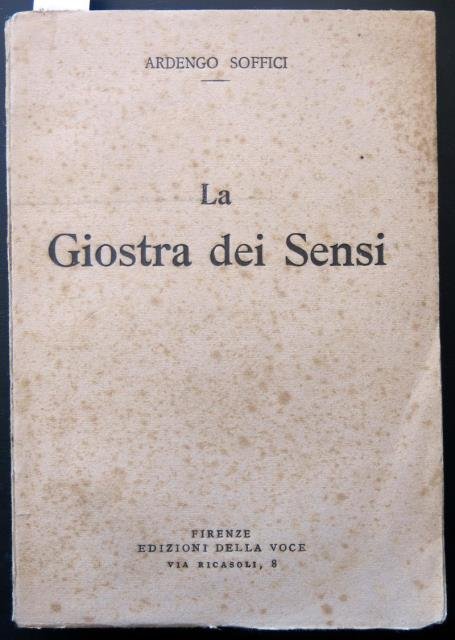 ARDENGO SOFFICI
La
Giostra dei Sensi
FIRENZE
EDIZIONI DELLA VOCE
VIA RICASOLI, 8